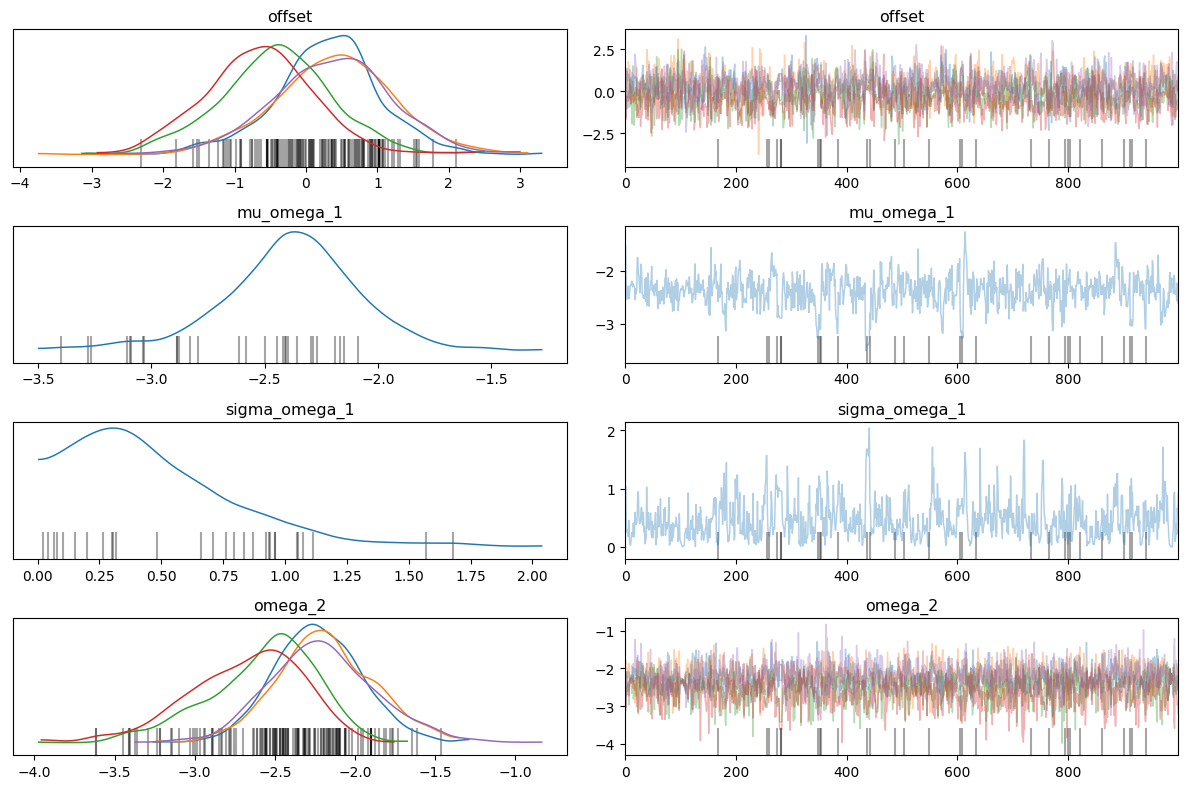 offset offset
2.5
0.0
−2.5
−4 −3 −2 −1 0 1 2 3 0 200 400 600 800
mu_omega_1 mu_omega_1
−2
−3
−3.5 −3.0 −2.5 −2.0 −1.5 0 200 400 600 800
sigma_omega_1 sigma_omega_1
2
1
0
0.00 0.25 0.50 0.75 1.00 1.25 1.50 1.75 2.00 0 200 400 600 800
omega_2 omega_2
−1
−2
−3
−4
−4.0 −3.5 −3.0 −2.5 −2.0 −1.5 −1.0 0 200 400 600 800